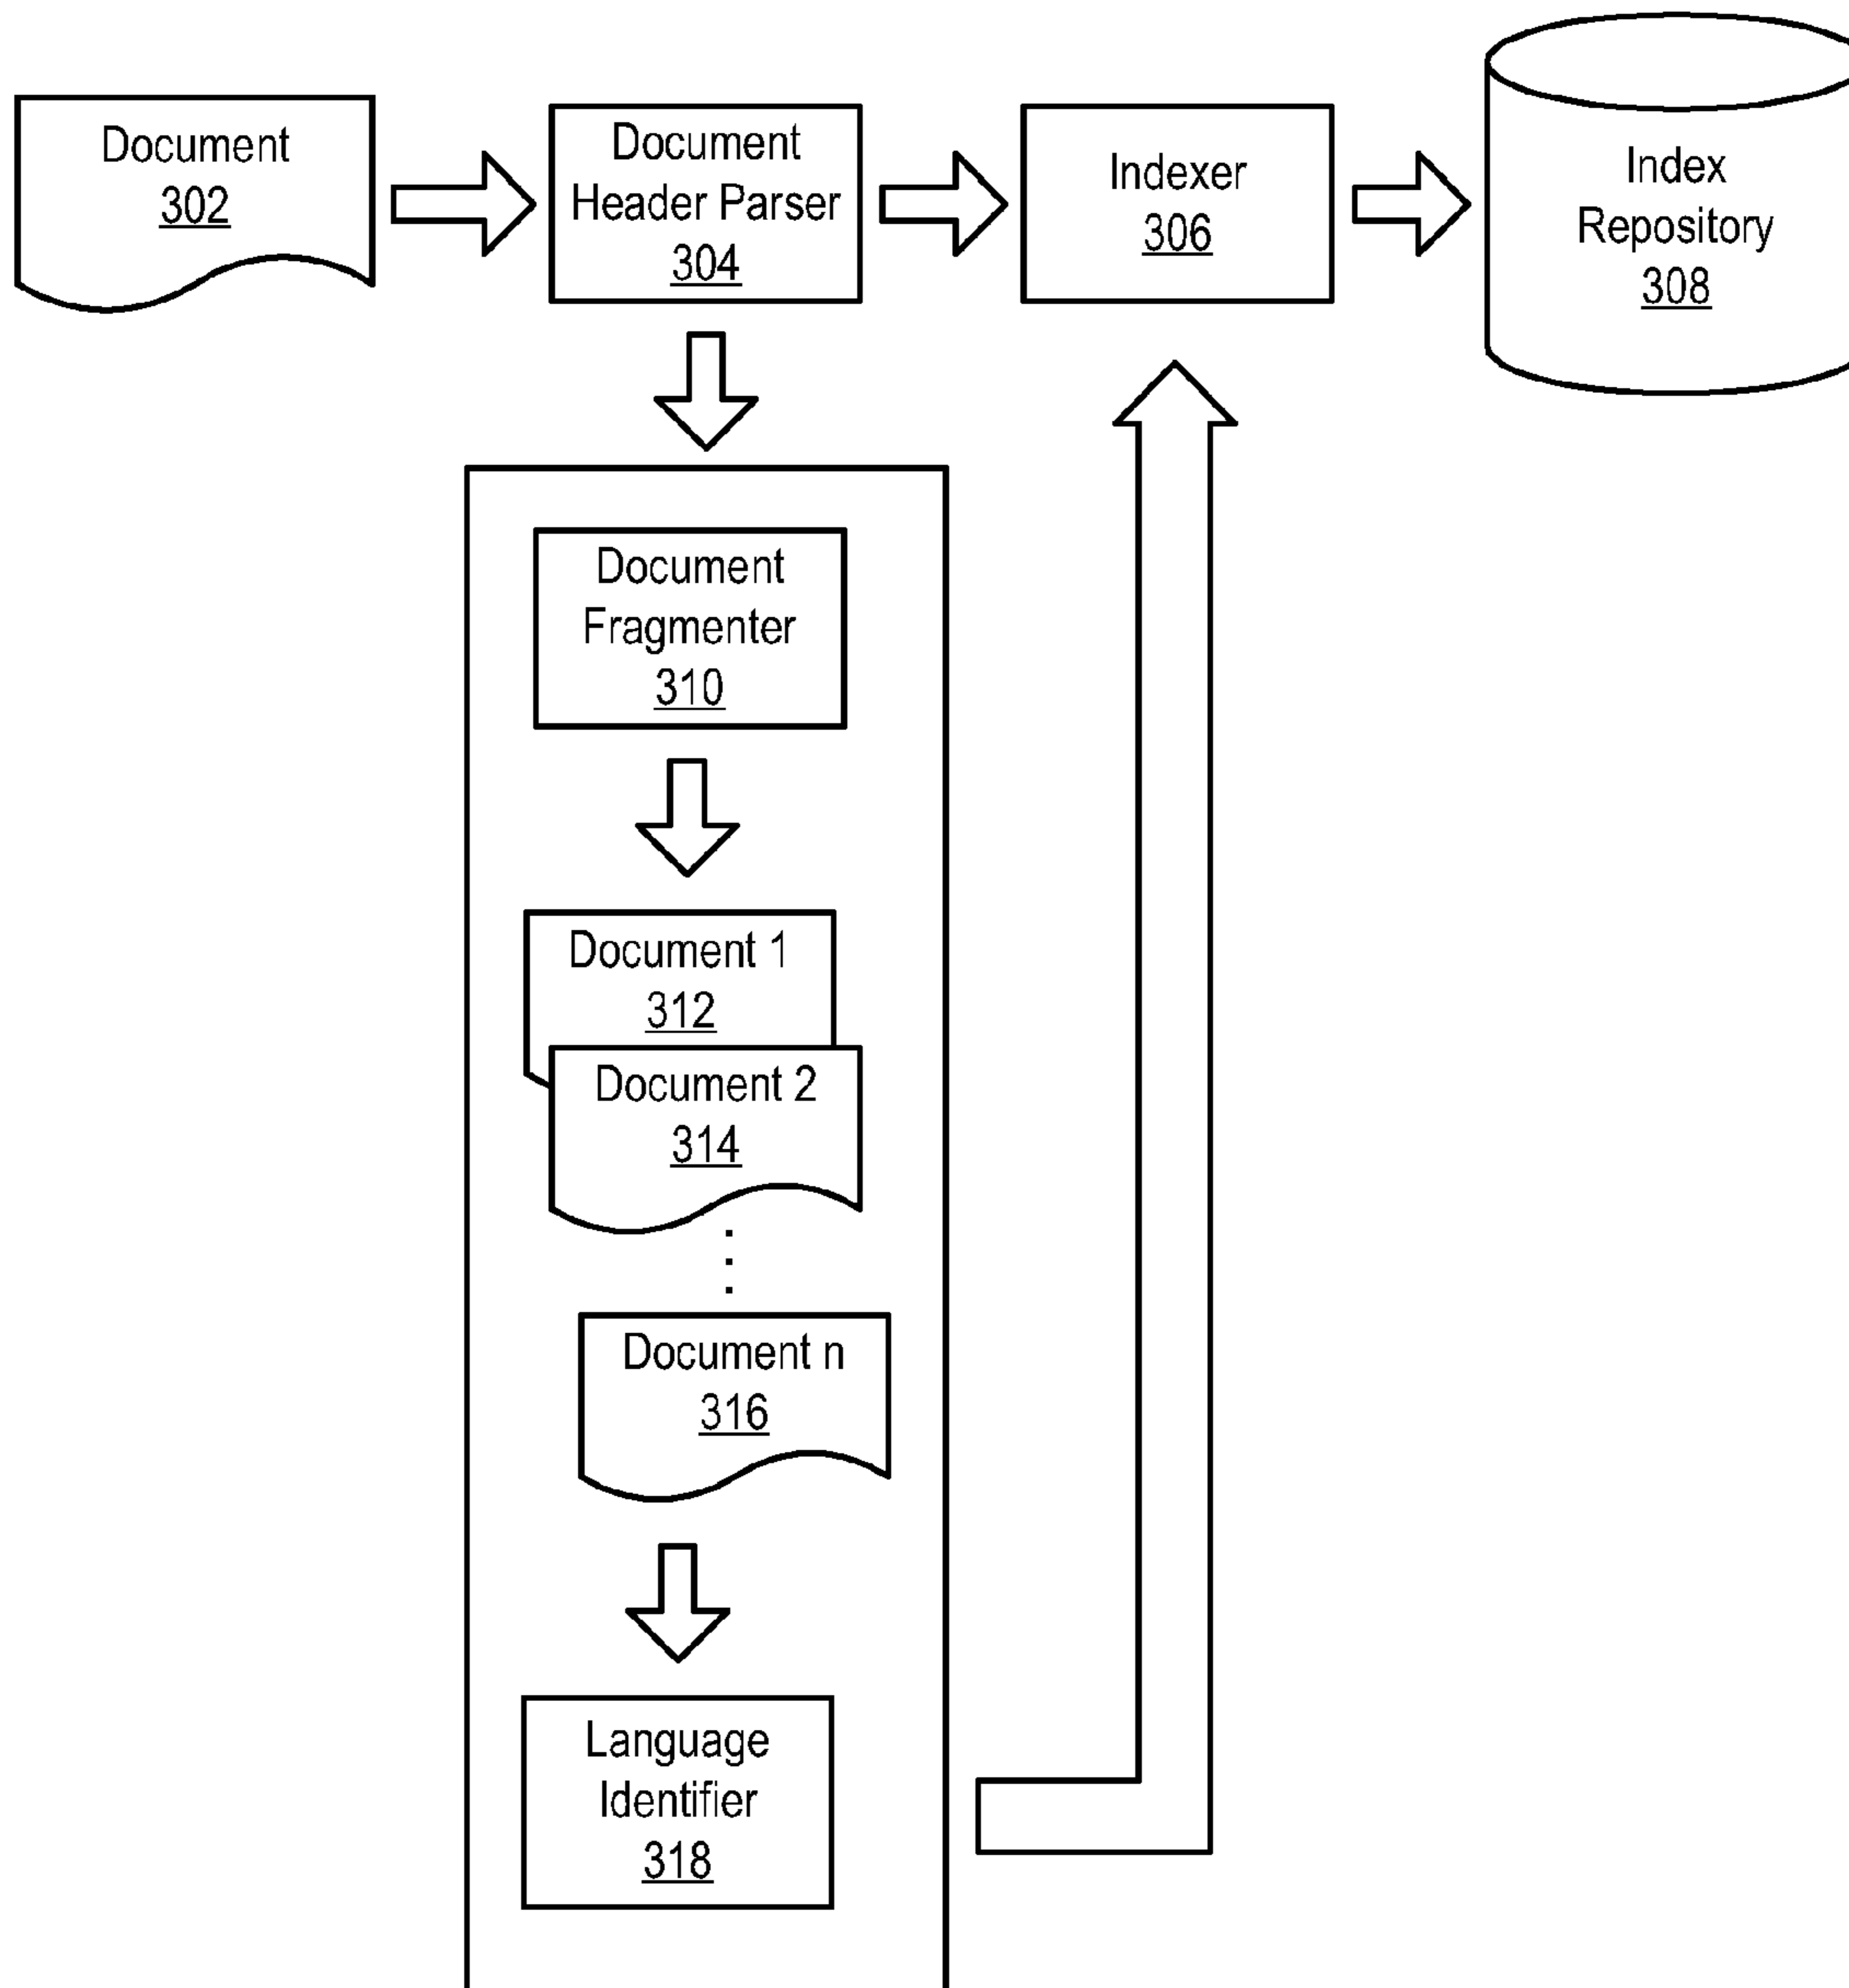 Document
302
Document
Header Parser
304
Indexer
306
Index
Repository
308
Document
Fragmenter
310
Document 1
312
Document 2
314
Document n
316
Language
Identifier
318